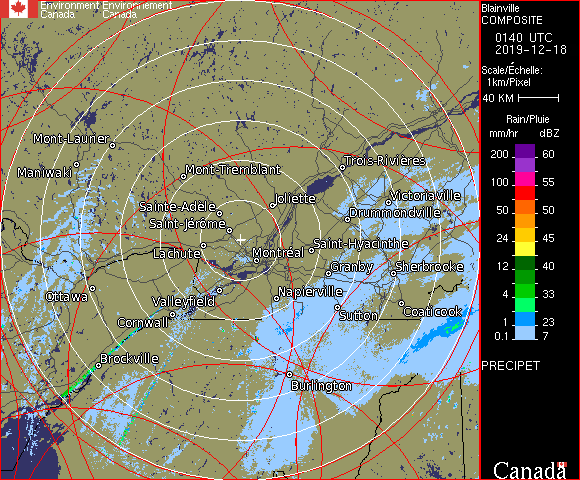 Environment Environnement
Canada Canada
Blainville
COMPOSITE
0140 UTC
2019-12-18
Scale/Échelle:
1km/Pixel
40 KM
Rain/Pluie
mm/hr dBZ
200 60
100 55
50 50
24 45
12 40
4 33
1 23
0.1 7
PRECIPET
Canada
Mont-Laurier
Maniwaki
Mont-Tremblant
Trois-Rivières
Joliette
Victoriaville
Sainte-Adèle
Drummondville
Saint-Jérôme
Lachute
Montréal
Saint-Hyacinthe
Granby
Sherbrooke
Ottawa
Valleyfield
Napierville
Cornwall
Sutton
Coaticook
Brockville
Burlington